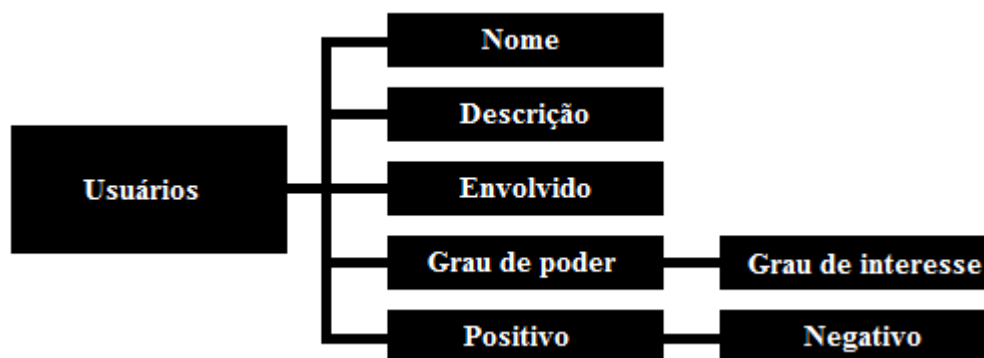 Nome
Descrição
Usuários
Envolvido
Grau de poder
Grau de interesse
Positivo
Negativo